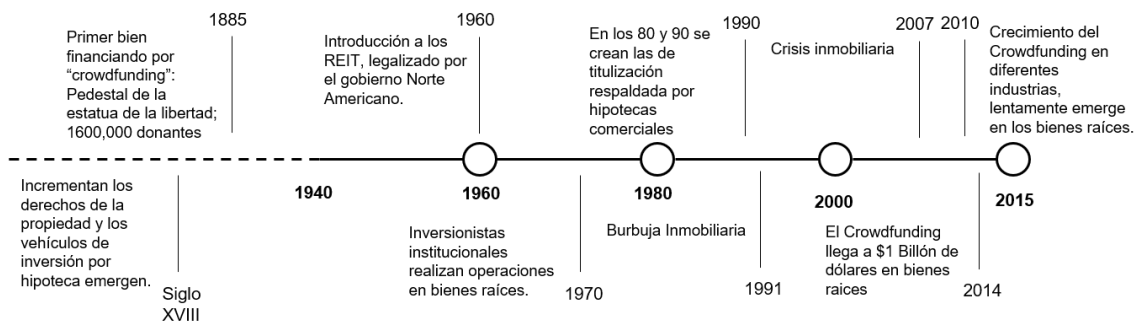 1885
Primer bien
financiando por
“crowdfunding”:
Pedestal de la
estatua de la libertad;
1600,000 donantes
1960
Introducción a los
REIT, legalizado por
el gobierno Norte
Americano.
En los 80 y 90 se
crean las de
titulización
respaldada por
hipotecas
comerciales
1990
Crisis inmobiliaria
2007
2010
Crecimiento del
Crowdfunding en
diferentes
industrias,
lentamente emerge
en los bienes raíces.
1940
1960
1980
2000
2015
Incrementan los
derechos de la
propiedad y los
vehículos de
inversión por
hipoteca emergen.
Siglo
XVIII
Inversionistas
institucionales
realizan operaciones
en bienes raíces.
1970
Burbuja Inmobiliaria
1991
El Crowdfunding
llega a $1 Billón de
dólares en bienes
raices
2014